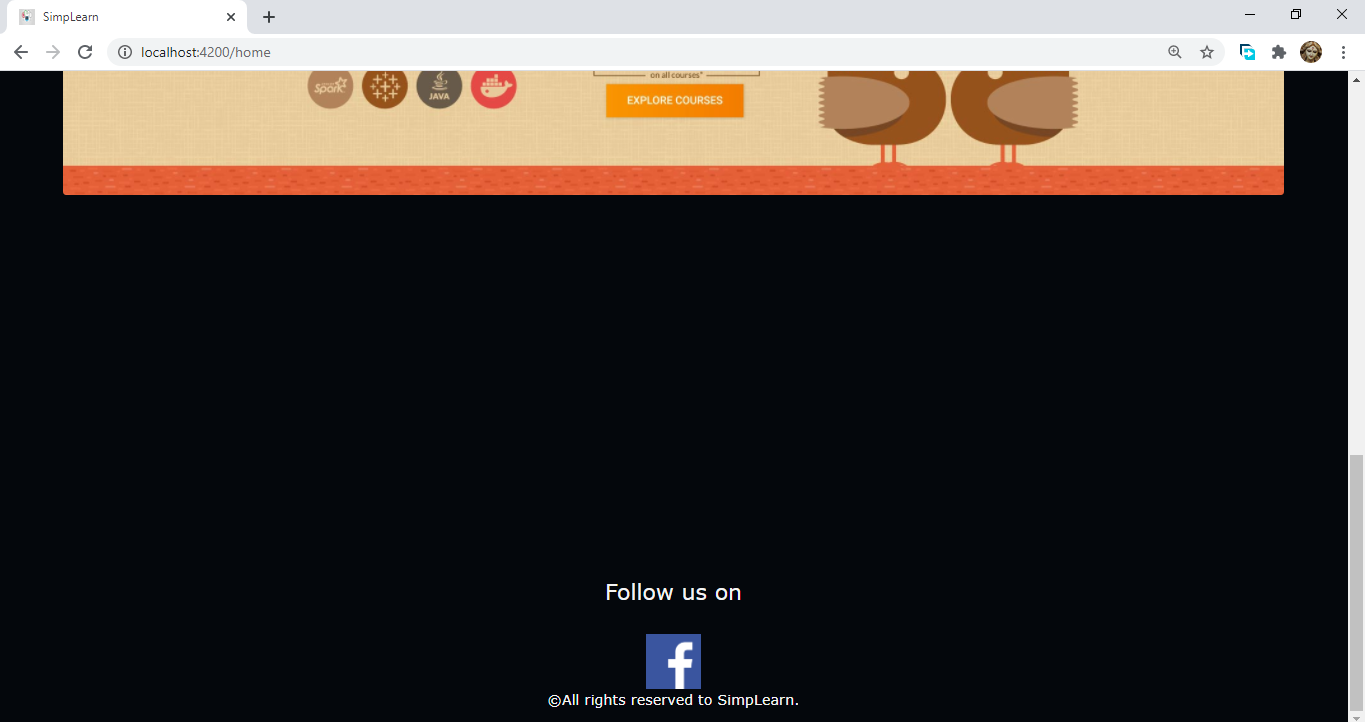 SimpLearn
localhost:4200/home
on all courses*
Spark
JAVA
EXPLORE COURSES
Follow us on
f
©All rights reserved to SimpLearn.